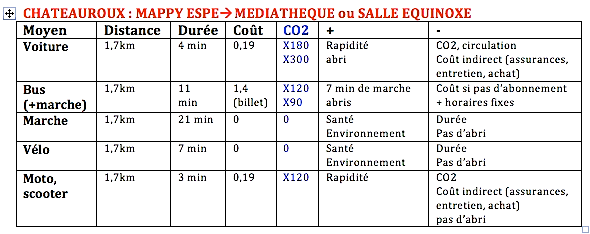 CHATEAUROUX : MAPPY ESPE→MEDIATHEQUE ou SALLE EQUINOXE
Moyen Distance Durée Coût CO2 + -
Voiture 1,7km 4 min 0,19 X180 Rapidité CO2, circulation
X300 abri Coût indirect (assurances,
entretien, achat)
Bus 1,7km 11 1,4 X120 7 min de marche Coût si pas d'abonnement
(+marche) min (billet) X90 abris + horaires fixes
Marche 1,7km 21 min 0 0 Santé Durée
Environnement Pas d'abri
Vélo 1,7km 7 min 0 0 Santé Durée
Environnement Pas d'abri
Moto, 1,7km 3 min 0,19 X120 Rapidité CO2
scooter Coût indirect (assurances,
entretien, achat)
pas d'abri